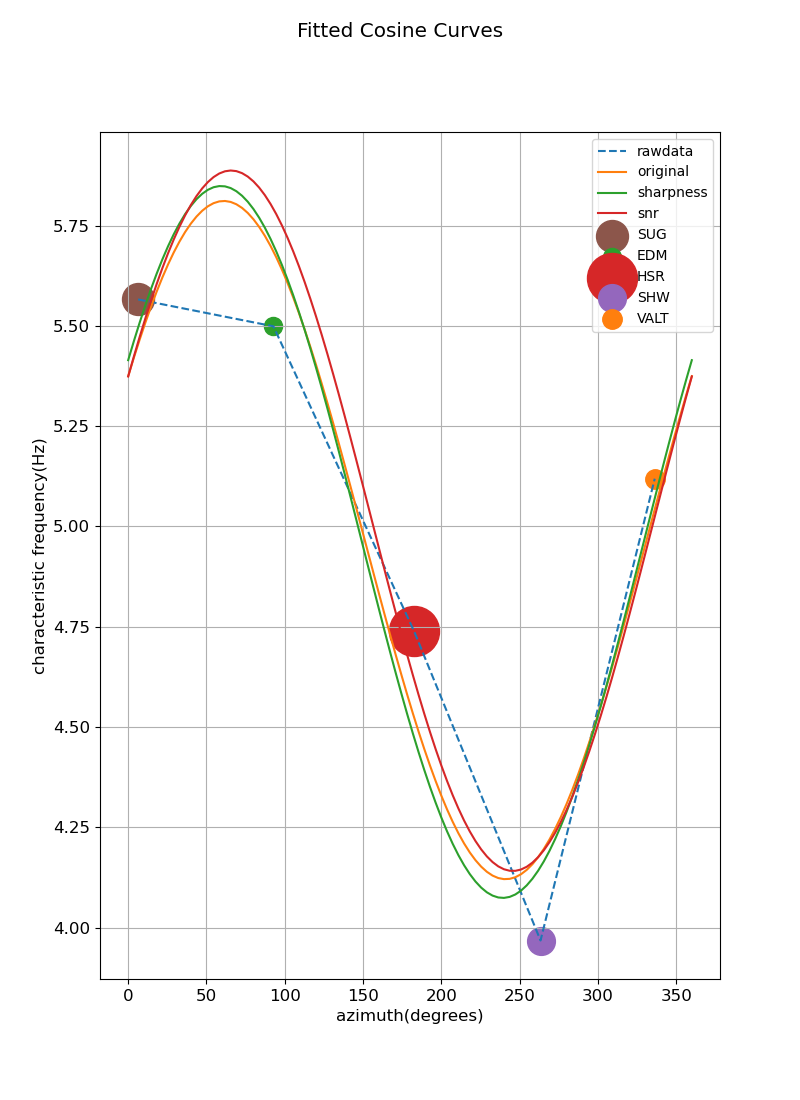 Fitted Cosine Curves
rawdata
original
sharpness
snr
SUG
EDM
HSR
SHW
VALT
characteristic frequency(Hz)
5.75
5.50
5.25
5.00
4.75
4.50
4.25
4.00
0 50 100 150 200 250 300 350
azimuth(degrees)